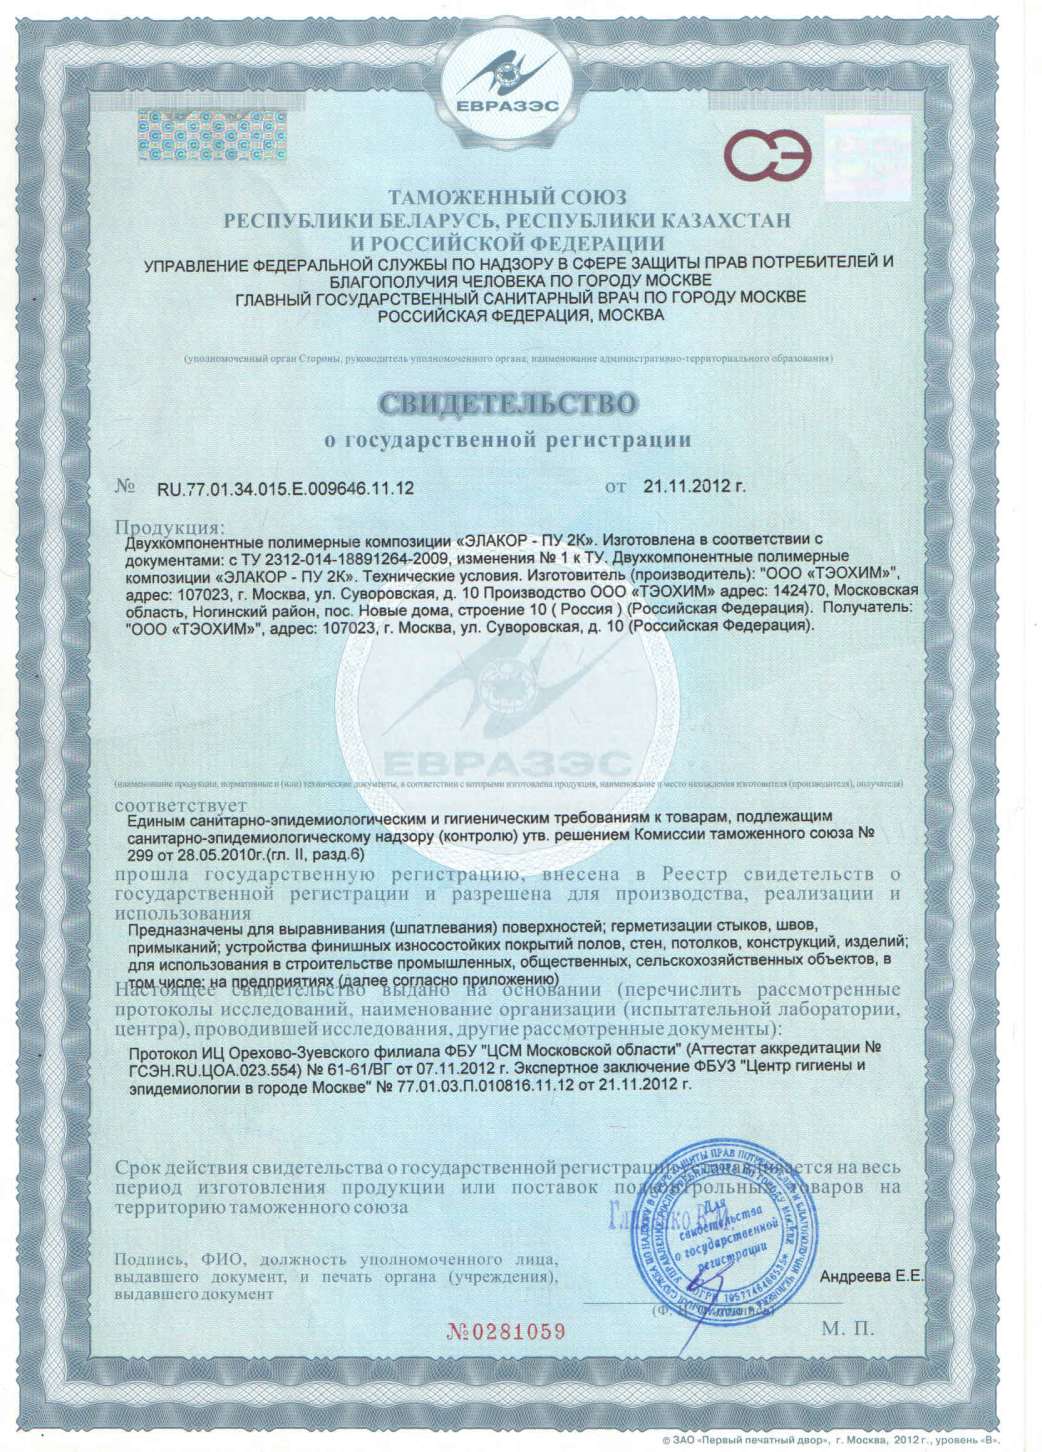 ЕВРАЗЭС
СЭ
ТАМОЖЕННЫЙ СОЮЗ
РЕСПУБЛИКИ БЕЛАРУСЬ, РЕСПУБЛИКИ КАЗАХСТАН
И РОССИЙСКОЙ ФЕДЕРАЦИИ
УПРАВЛЕНИЕ ФЕДЕРАЛЬНОЙ СЛУЖБЫ ПО НАДЗОРУ В СФЕРЕ ЗАЩИТЫ ПРАВ ПОТРЕБИТЕЛЕЙ И
БЛАГОПОЛУЧИЯ ЧЕЛОВЕКА ПО ГОРОДУ МОСКВЕ
ГЛАВНЫЙ ГОСУДАРСТВЕННЫЙ САНИТАРНЫЙ ВРАЧ ПО ГОРОДУ МОСКВЕ
РОССИЙСКАЯ ФЕДЕРАЦИЯ, МОСКВА
(уполномоченный орган Стороны, руководитель уполномоченного органа, наименование административно-территориального образования)
СВИДЕТЕЛЬСТВО
о государственной регистрации
№ RU.77.01.34.015.E.009646.11.12 от 21.11.2012 г.
Продукция:
Двухкомпонентные полимерные композиции «ЭЛАКОР - ПУ 2К». Изготовлена в соответствии с
документами: с ТУ 2312-014-18891264-2009, изменения № 1 к ТУ. Двухкомпонентные полимерные
композиции «ЭЛАКОР - ПУ 2К». Технические условия. Изготовитель (производитель): "ООО «ТЭОХИМ»",
адрес: 107023, г. Москва, ул. Суворовская, д. 10 Производство ООО «ТЭОХИМ» адрес: 142470, Московская
область, Ногинский район, пос. Новые дома, строение 10 ( Россия ) (Российская Федерация). Получатель:
"ООО «ТЭОХИМ»", адрес: 107023, г. Москва, ул. Суворовская, д. 10 (Российская Федерация).
ЕВРАЗЭС
(наименование продукции, нормативные и (или) технические документы, в соответствии с которыми изготовлена продукция, наименование и место нахождения изготовителя (производителя), получателя)
соответствует
Единым санитарно-эпидемиологическим и гигиеническим требованиям к товарам, подлежащим
санитарно-эпидемиологическому надзору (контролю) утв. решением Комиссии таможенного союза №
299 от 28.05.2010г.(гл. II, разд.6)
прошла государственную регистрацию, внесена в Реестр свидетельств о
государственной регистрации и разрешена для производства, реализации и
использования
Предназначены для выравнивания (шпатлевания) поверхностей; герметизации стыков, швов,
примыканий; устройства финишных износостойких покрытий полов, стен, потолков, конструкций, изделий;
для использования в строительстве промышленных, общественных, сельскохозяйственных объектов, в
том числе: на предприятиях (далее согласно приложению)
Настоящее свидетельство выдано на основании (перечислить рассмотренные
протоколы исследований, наименование организации (испытательной лаборатории,
центра), проводившей исследования, другие рассмотренные документы):
Протокол ИЦ Орехово-Зуевского филиала ФБУ "ЦСМ Московской области" (Аттестат аккредитации №
ГСЭН.RU.ЦОА.023.554) № 61-61/ВГ от 07.11.2012 г. Экспертное заключение ФБУЗ "Центр гигиены и
эпидемиологии в городе Москве" № 77.01.03.П.010816.11.12 от 21.11.2012 г.
Срок действия свидетельства о государственной регистрации устанавливается на весь
период изготовления продукции или поставок подконтрольных товаров на
территорию таможенного союза
Для
свидетельства
о государственной
регистрации
Подпись, ФИО, должность уполномоченного лица,
выдавшего документ, и печать органа (учреждения),
выдавшего документ
Андреева Е.Е.
№0281059
М. П.
© ЗАО «Первый печатный двор», г. Москва, 2012 г., уровень «В».